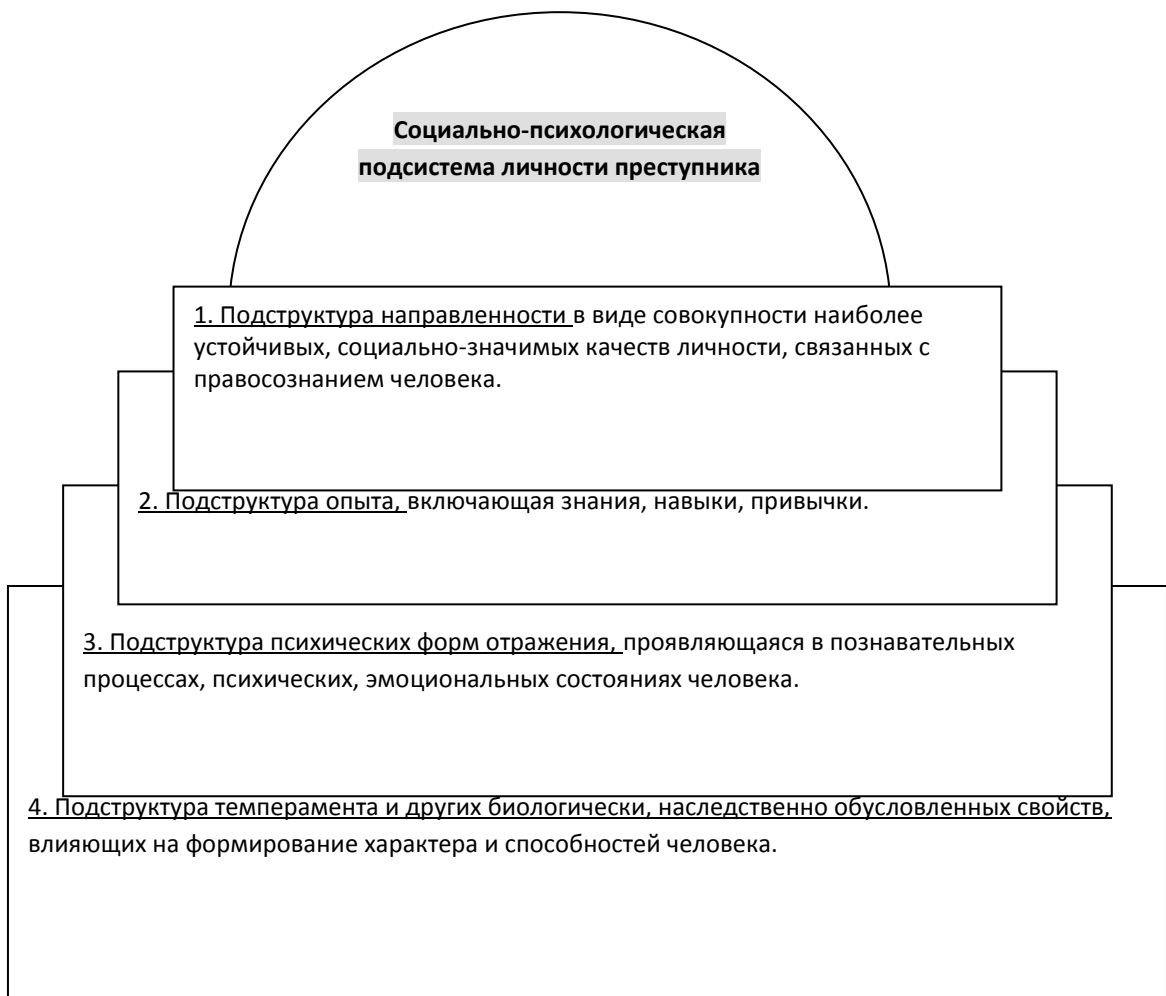 Социально-психологическая
подсистема личности преступника
1. Подструктура направленности в виде совокупности наиболее
устойчивых, социально-значимых качеств личности, связанных с
правосознанием человека.
2. Подструктура опыта, включающая знания, навыки, привычки.
3. Подструктура психических форм отражения, проявляющаяся в познавательных
процессах, психических, эмоциональных состояниях человека.
4. Подструктура темперамента и других биологически, наследственно обусловленных свойств,
влияющих на формирование характера и способностей человека.